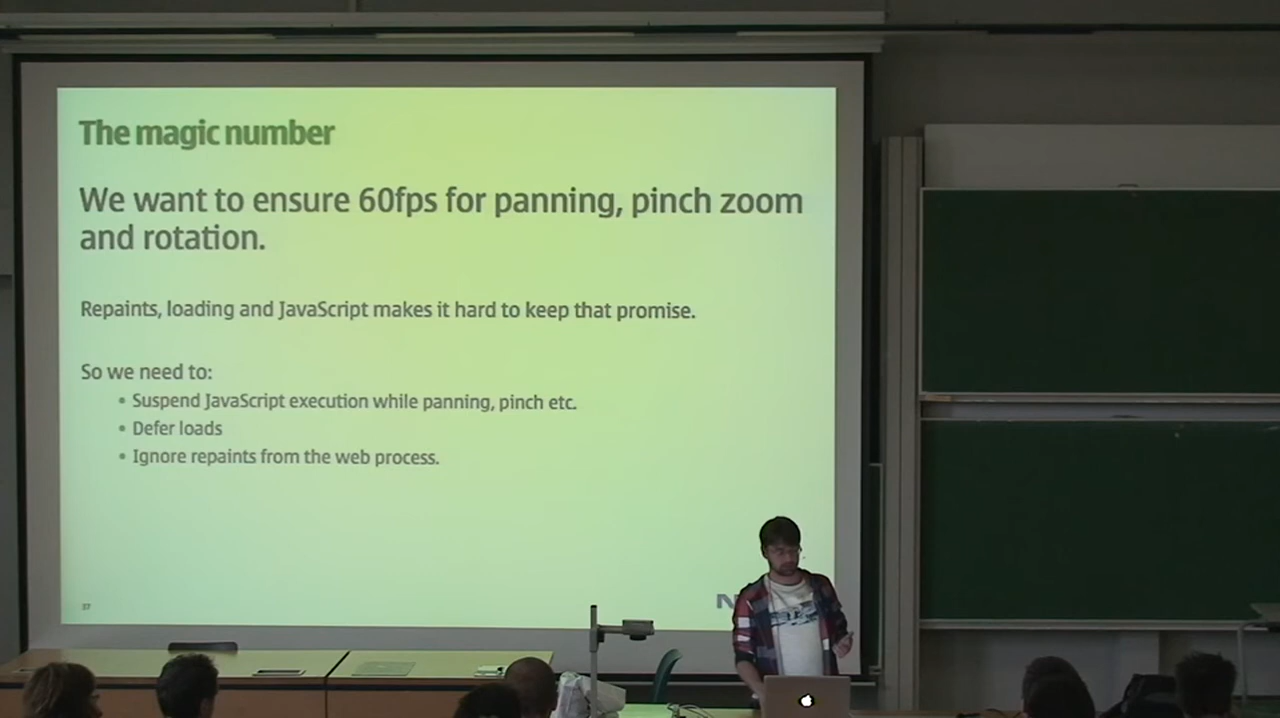 The magic number
We want to ensure 60fps for panning, pinch zoom
and rotation.
Repaints, loading and JavaScript makes it hard to keep that promise.
So we need to:
• Suspend JavaScript execution while panning, pinch etc.
• Defer loads
• Ignore repaints from the web process.
37